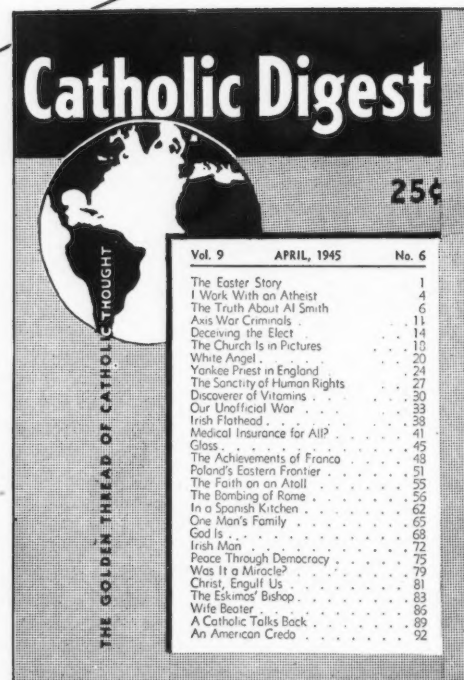 Catholic Digest
25¢
THE GOLDEN THREAD OF CATHOLIC THOUGHT
Vol. 9 APRIL, 1945 No. 6
The Easter Story 1
I Work With an Atheist 4
The Truth About Al Smith 6
Axis War Criminals . 11
Deceiving the Elect 14
The Church Is in Pictures . . . 18
White Angel . . . . 20
Yankee Priest in England . . 24
The Sanctity of Human Rights . . 27
Discoverer of Vitamins . . . 30
Our Unofficial War . . . 33
Irish Flathead . . . . 38
Medical Insurance for All? . . . 41
Glass . . . . . 45
The Achievements of Franco . . . 48
Poland's Eastern Frontier . . . . 51
The Faith on an Atoll . . . . 55
The Bombing of Rome . . . . . 56
In a Spanish Kitchen . . . . . 62
One Man's Family . . . . . 65
God Is . . . . . . . 68
Irish Man . . . . . . 72
Peace Through Democracy . . . . 75
Was It a Miracle? . . . . . 79
Christ, Engulf Us . . . . . 81
The Eskimos' Bishop . . . . . 83
Wife Beater . . . . . . 86
A Catholic Talks Back . . . . . 89
An American Credo . . . . . 92